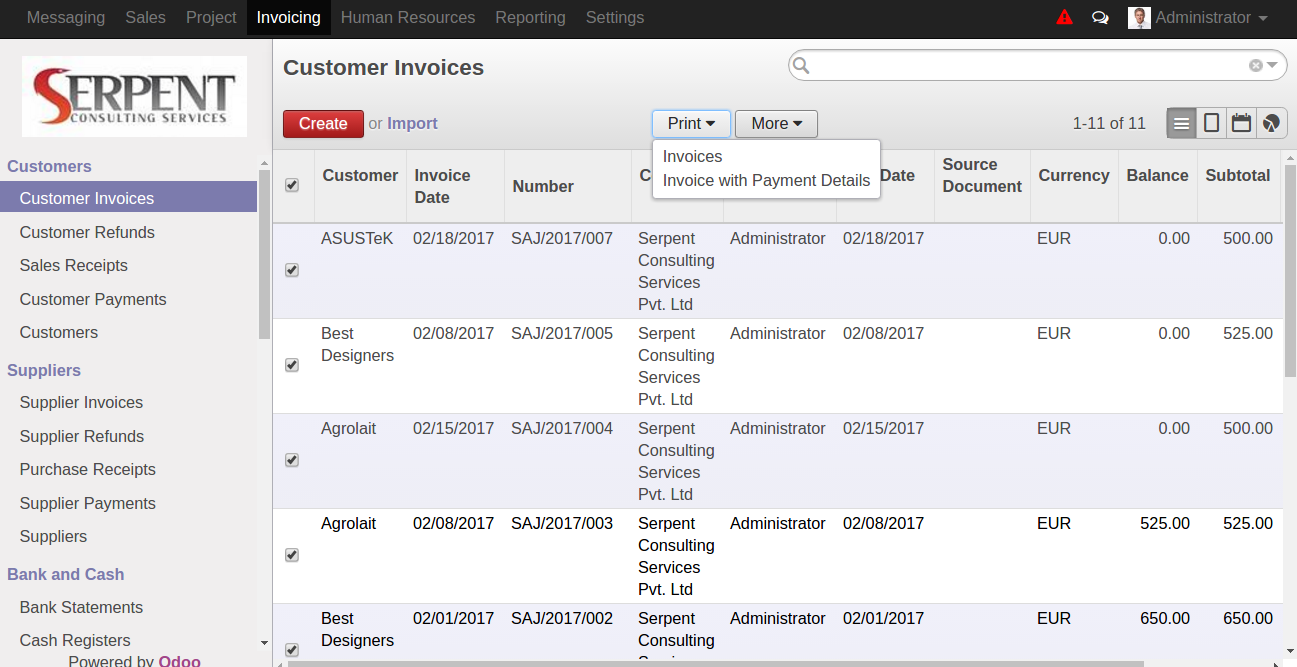 Messaging Sales Project Invoicing Human Resources Reporting Settings Administrator
SERPENT
CONSULTING SERVICES
Customers
Customer Invoices
Customer Refunds
Sales Receipts
Customer Payments
Customers
Suppliers
Supplier Invoices
Supplier Refunds
Purchase Receipts
Supplier Payments
Suppliers
Bank and Cash
Bank Statements
Cash Registers
Powered by Odoo
Customer Invoices
Create or Import Print More 1-11 of 11
Invoices
Invoice with Payment Details
Customer Invoice Date Number C Date Source Document Currency Balance Subtotal
ASUSTeK 02/18/2017 SAJ/2017/007 Serpent Administrator 02/18/2017 EUR 0.00 500.00
Consulting
Services
Pvt. Ltd
Best 02/08/2017 SAJ/2017/005 Serpent Administrator 02/08/2017 EUR 0.00 525.00
Designers Consulting
Services
Pvt. Ltd
Agrolait 02/15/2017 SAJ/2017/004 Serpent Administrator 02/15/2017 EUR 0.00 500.00
Consulting
Services
Pvt. Ltd
Agrolait 02/08/2017 SAJ/2017/003 Serpent Administrator 02/08/2017 EUR 525.00 525.00
Consulting
Services
Pvt. Ltd
Best 02/01/2017 SAJ/2017/002 Serpent Administrator 02/01/2017 EUR 650.00 650.00
Designers Consulting